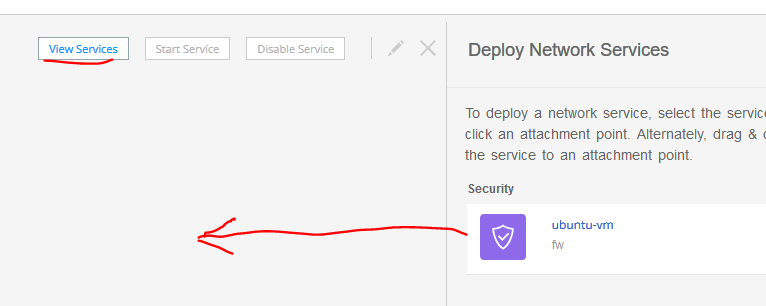 View Services
Start Service
Disable Service
Deploy Network Services
To deploy a network service, select the service
click an attachment point. Alternately, drag &
the service to an attachment point.
Security
ubuntu-vm
fw